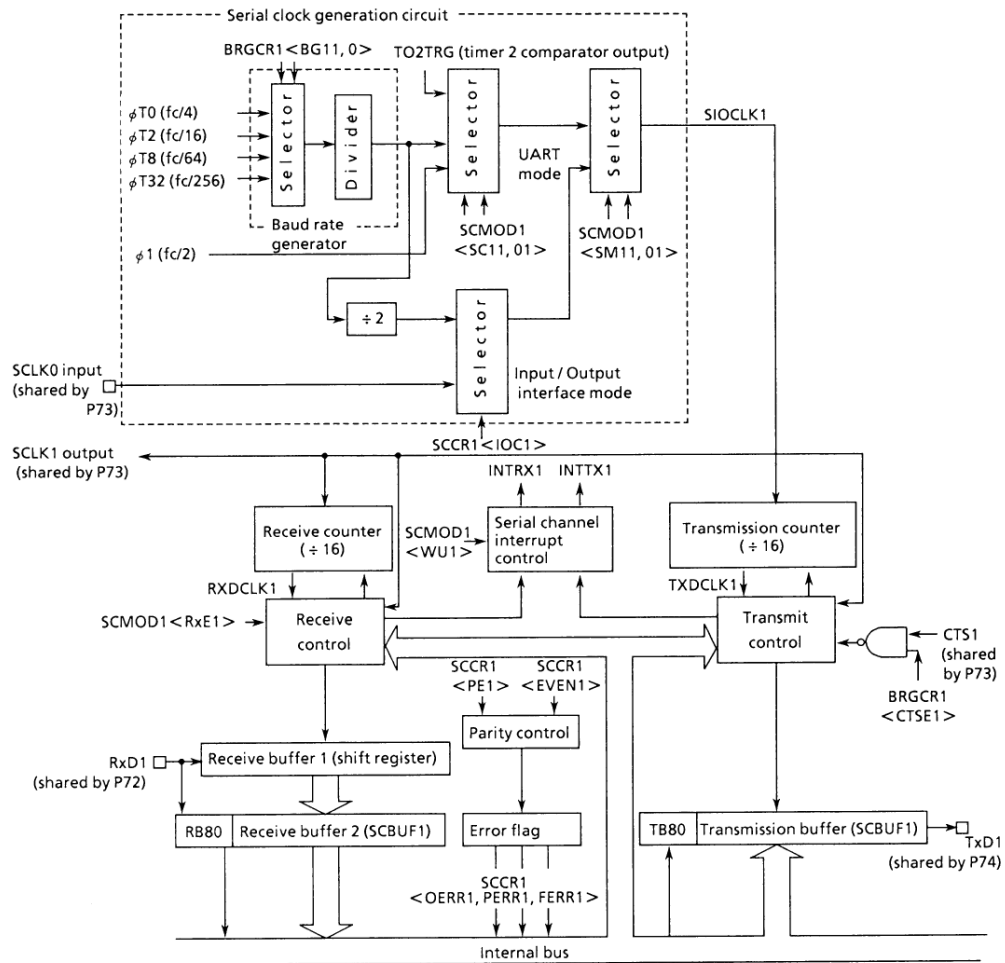 Serial clock generation circuit
BRGCR1<BG11, 0>
TO2TRG (timer 2 comparator output)
φT0 (fc/4)
φT2 (fc/16)
φT8 (fc/64)
φT32 (fc/256)
Selector
Divider
Selector
Selector
SIOCLK1
UART
mode
Baud rate
generator
SCMOD1
<SC11, 01>
SCMOD1
<SM11, 01>
φ1 (fc/2)
÷2
Selector
SCLK0 input
(shared by
P73)
Input / Output
interface mode
SCCR1<IOC1>
SCLK1 output
(shared by P73)
INTRX1
INTTX1
Receive counter
(÷ 16)
SCMOD1
<WU1>
Serial channel
interrupt
control
Transmission counter
(÷ 16)
RXDCLK1
TXDCLK1
SCMOD1<RxE1>
Receive
control
Transmit
control
CTS1
(shared
by P73)
BRGCR1
<CTSE1>
SCCR1
<PE1>
SCCR1
<EVEN1>
Parity control
RxD1
(shared by P72)
Receive buffer 1 (shift register)
RB80
Receive buffer 2 (SCBUF1)
Error flag
TB80
Transmission buffer (SCBUF1)
TxD1
(shared by P74)
SCCR1
<OERR1, PERR1, FERR1>
Internal bus